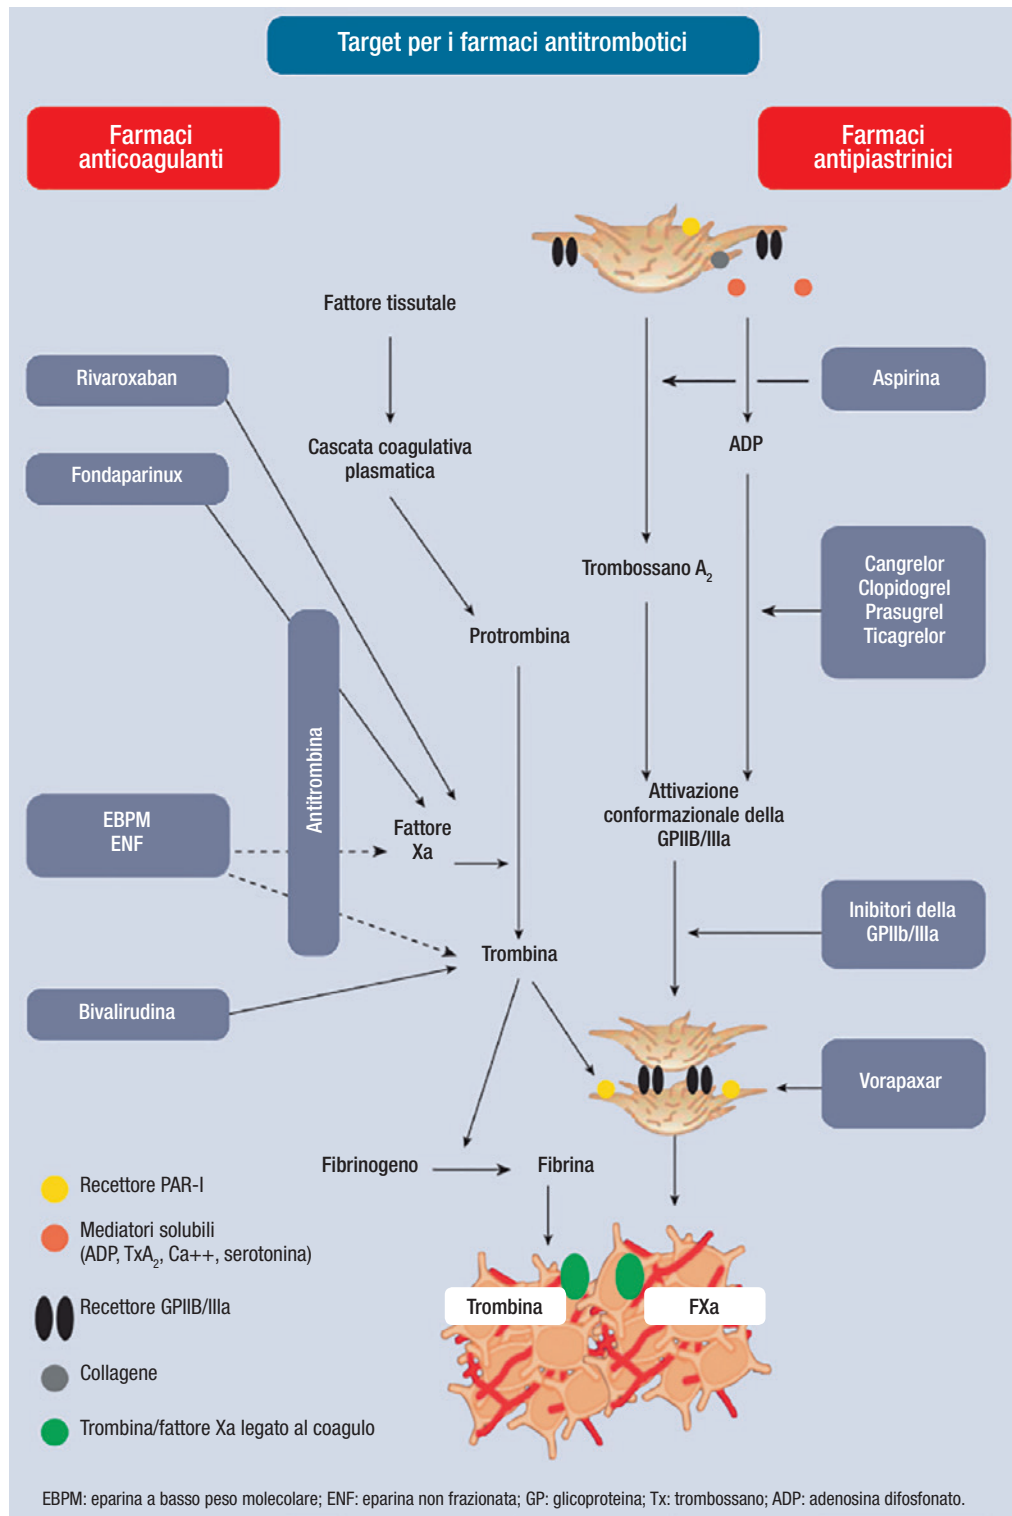 Target per i farmaci antitrombotici
Farmaci
anticoagulanti
Farmaci
antipiastrinici
Fattore tissutale
Rivaroxaban
Aspirina
Cascata coagulativa
plasmatica
ADP
Fondaparinux
Trombossano A2
Cangrelor
Clopidogrel
Prasugrel
Ticagrelor
Protrombina
Antitrombina
Attivazione
conformazionale della
GPIIB/IIIa
EBPM
ENF
Fattore
Xa
Inibitori della
GPIIb/IIIa
Trombina
Bivalirudina
Vorapaxar
Fibrinogeno
Fibrina
Recettore PAR-I
Mediatori solubili
(ADP, TxA2, Ca++, serotonina)
Recettore GPIIB/IIIa
Collagene
Trombina/fattore Xa legato al coagulo
Trombina
FXa
EBPM: eparina a basso peso molecolare; ENF: eparina non frazionata; GP: glicoproteina; Tx: trombossano; ADP: adenosina difosfonato.